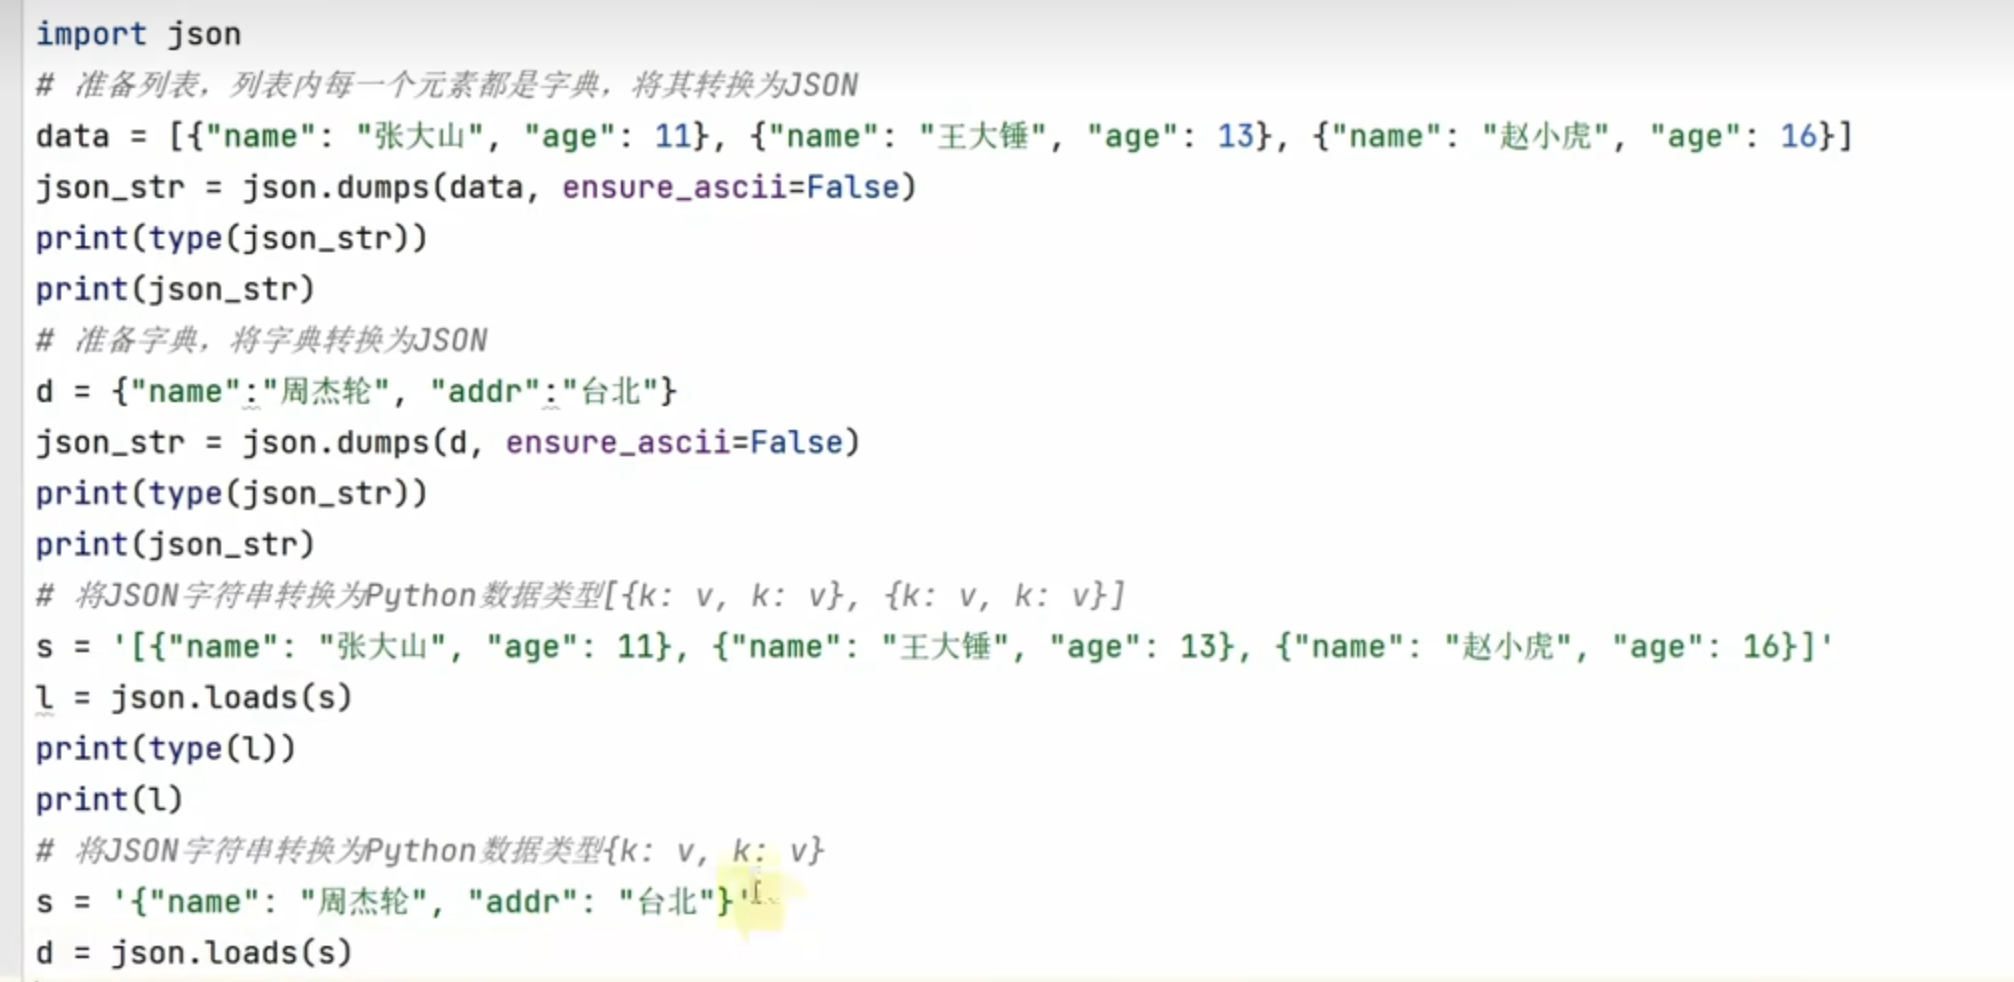 import json
# 准备列表，列表内每一个元素都是字典，将其转换为JSON
data = [{"name": "张大山", "age": 11}, {"name": "王大锤", "age": 13}, {"name": "赵小虎", "age": 16}]
json_str = json.dumps(data, ensure_ascii=False)
print(type(json_str))
print(json_str)
# 准备字典，将字典转换为JSON
d = {"name":"周杰轮", "addr":"台北"}
json_str = json.dumps(d, ensure_ascii=False)
print(type(json_str))
print(json_str)
# 将JSON字符串转换为Python数据类型[{k: v, k: v}, {k: v, k: v}]
s = '[{"name": "张大山", "age": 11}, {"name": "王大锤", "age": 13}, {"name": "赵小虎", "age": 16}]'
l = json.loads(s)
print(type(l))
print(l)
# 将JSON字符串转换为Python数据类型{k: v, k: v}
s = '{"name": "周杰轮", "addr": "台北"}'
d = json.loads(s)